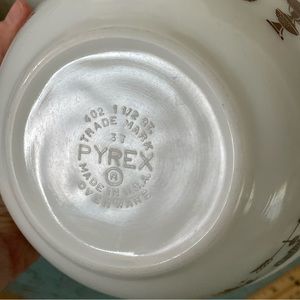 402 1 1/2 QT.
TRADE MARK
37
PYREX
®
MADE IN U.S.A.
OVENWARE